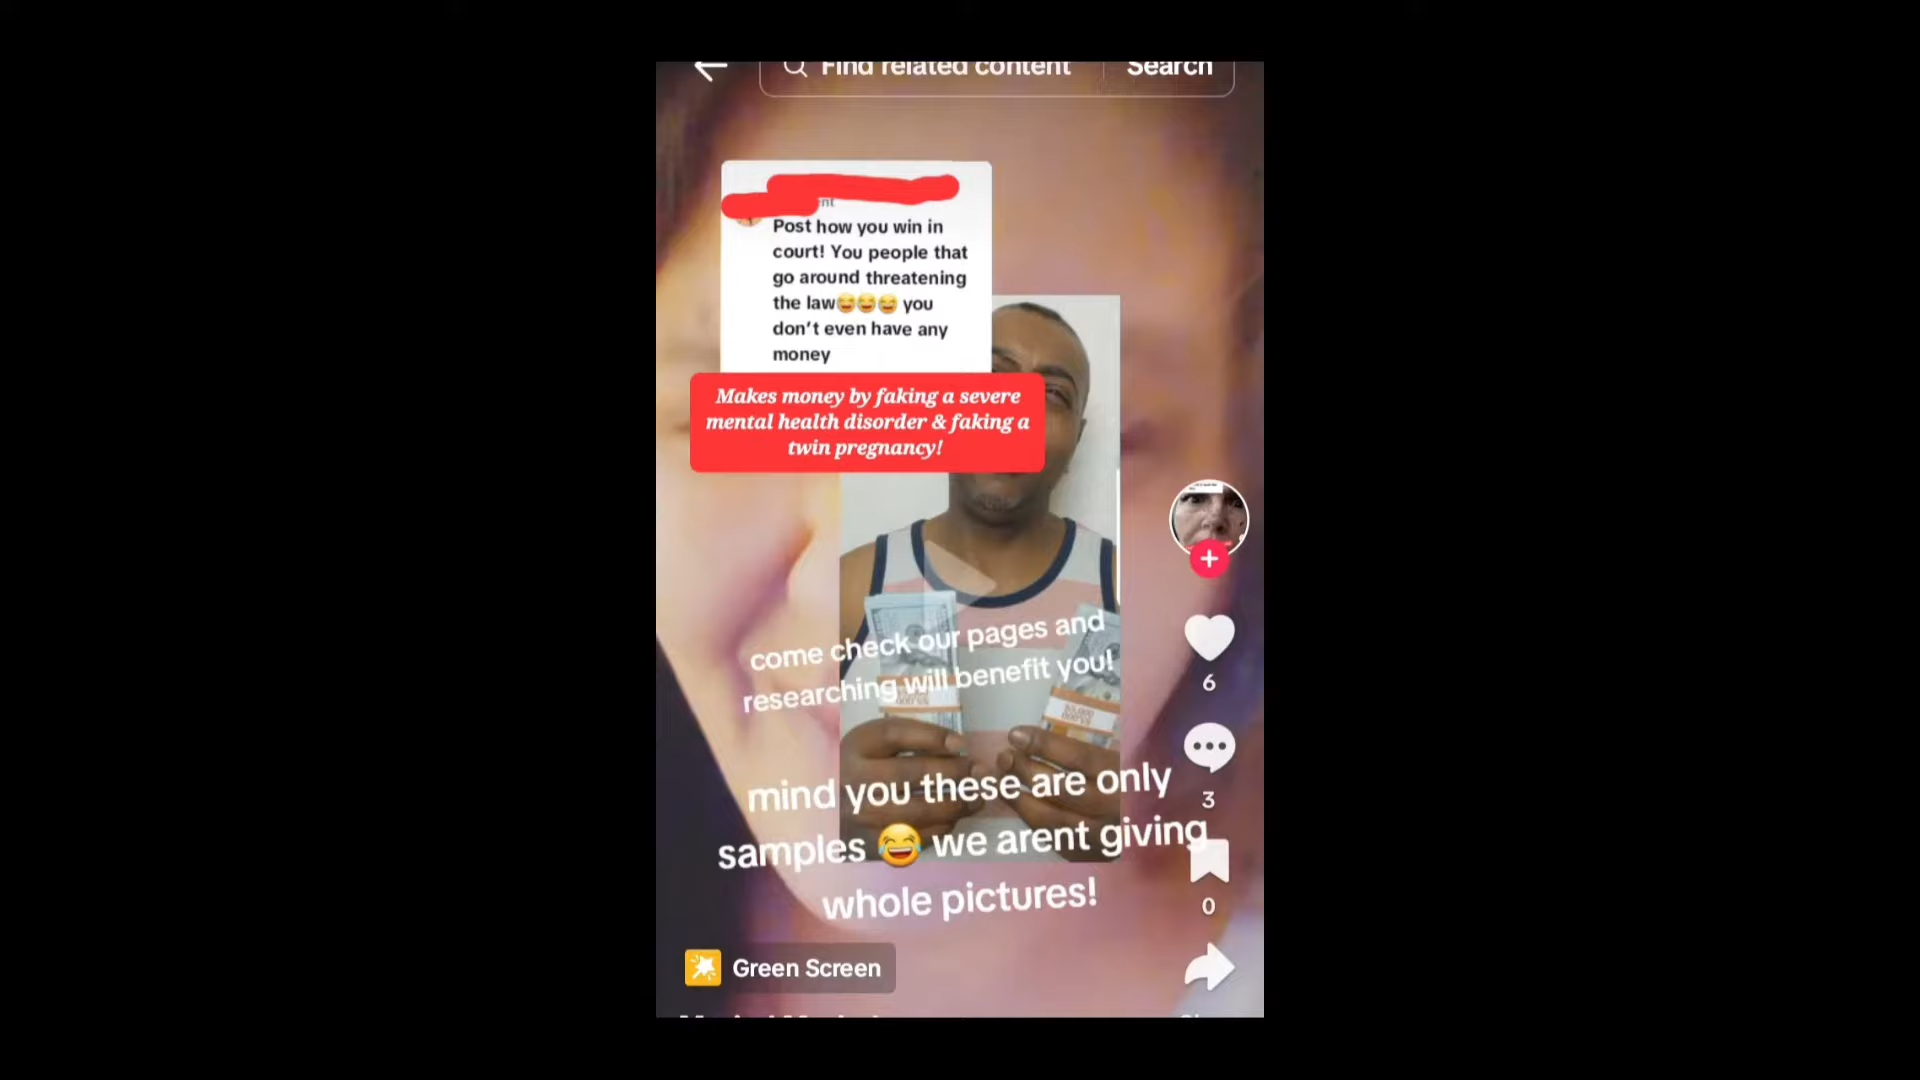 Find related content
Search
Post how you win in
court! You people that
go around threatening
the law😂😂😂 you
don't even have any
money
Makes money by faking a severe
mental health disorder & faking a
twin pregnancy!
come check our pages and
researching will benefit you!
mind you these are only
samples 😂 we arent giving
whole pictures!
6
3
0
Green Screen